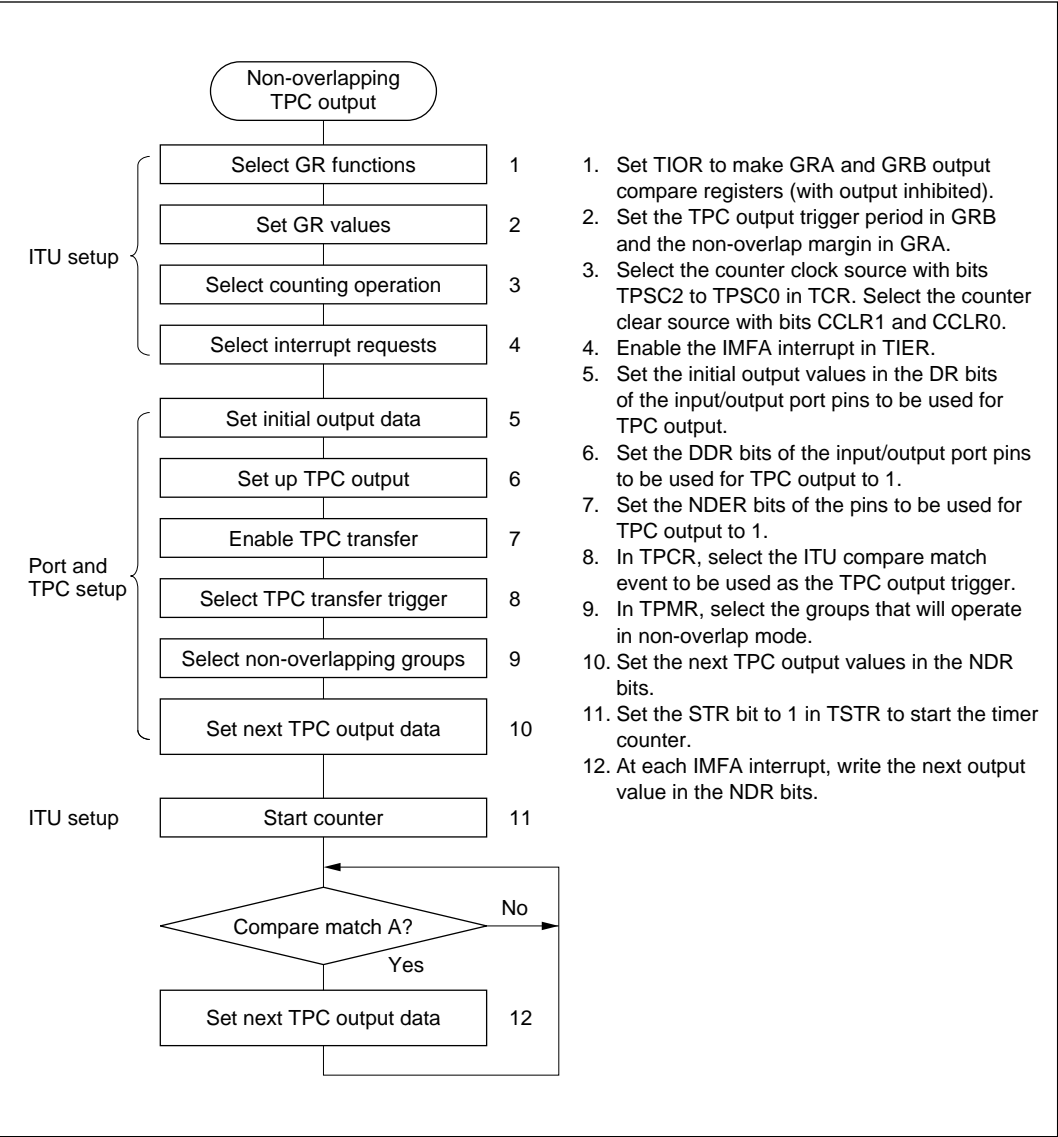 Non-overlapping
TPC output
ITU setup
Select GR functions 1
Set GR values 2
Select counting operation 3
Select interrupt requests 4
Port and
TPC setup
Set initial output data 5
Set up TPC output 6
Enable TPC transfer 7
Select TPC transfer trigger 8
Select non-overlapping groups 9
Set next TPC output data 10
ITU setup
Start counter 11
Compare match A?
No
Yes
Set next TPC output data 12
1. Set TIOR to make GRA and GRB output
compare registers (with output inhibited).
2. Set the TPC output trigger period in GRB
and the non-overlap margin in GRA.
3. Select the counter clock source with bits
TPSC2 to TPSC0 in TCR. Select the counter
clear source with bits CCLR1 and CCLR0.
4. Enable the IMFA interrupt in TIER.
5. Set the initial output values in the DR bits
of the input/output port pins to be used for
TPC output.
6. Set the DDR bits of the input/output port pins
to be used for TPC output to 1.
7. Set the NDER bits of the pins to be used for
TPC output to 1.
8. In TPCR, select the ITU compare match
event to be used as the TPC output trigger.
9. In TPMR, select the groups that will operate
in non-overlap mode.
10. Set the next TPC output values in the NDR
bits.
11. Set the STR bit to 1 in TSTR to start the timer
counter.
12. At each IMFA interrupt, write the next output
value in the NDR bits.